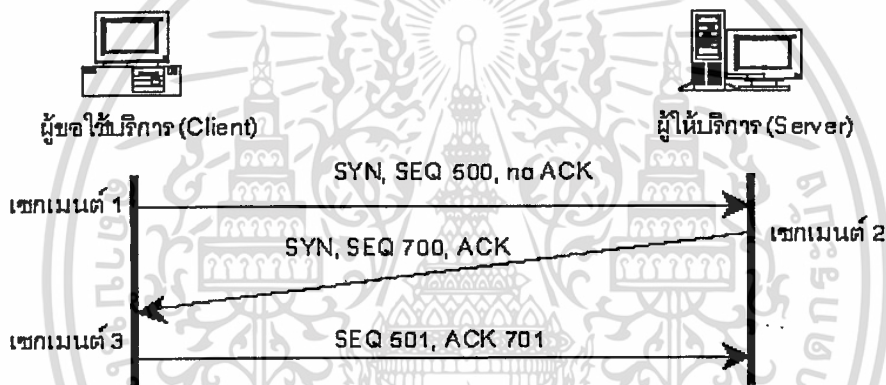 ผู้ขอใช้บริการ (Client)
ผู้ให้บริการ (Server)
SYN, SEQ 500, no ACK
เซกเมนต์ 1
เซกเมนต์ 2
SYN, SEQ 700, ACK
เซกเมนต์ 3
SEQ 501, ACK 701